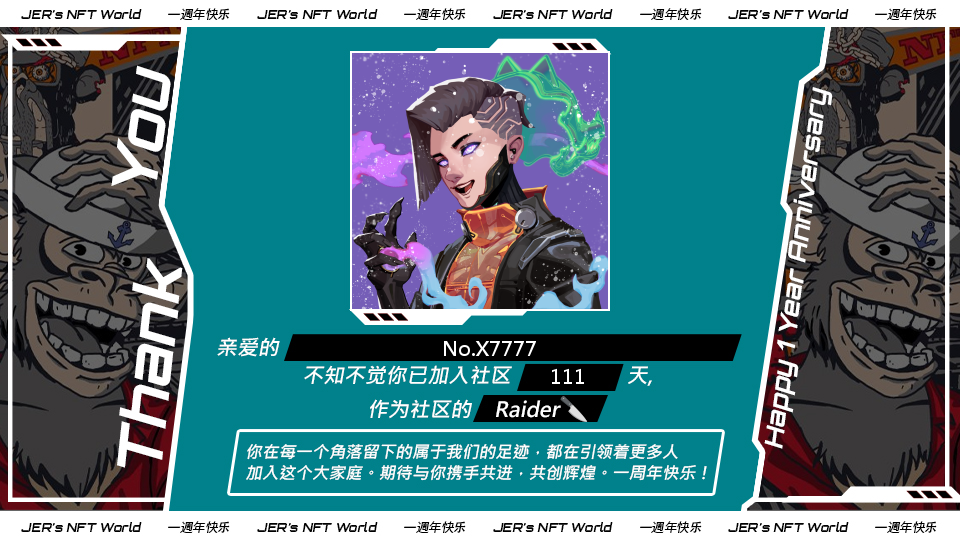 JER's NFT World 一週年快乐 JER's NFT World 一週年快乐 JER's NFT World 一週年快乐 JER's NFT World 一週年快乐
Thank You
Happy 1 Year Anniversary
亲爱的 No.X7777
不知不觉你已加入社区 111 天,
作为社区的 Raider🔪
你在每一个角落留下的属于我们的足迹，都在引领着更多人
加入这个大家庭。期待与你携手共进，共创辉煌。一周年快乐！
JER's NFT World 一週年快乐 JER's NFT World 一週年快乐 JER's NFT World 一週年快乐 JER's NFT World 一週年快乐